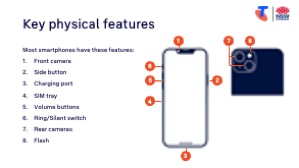 Key physical features
Most smartphones have these features:
1. Front camera
2. Side button
3. Charging port
4. SIM tray
5. Volume buttons
6. Ring/Silent switch
7. Rear cameras
8. Flash
1
6
5
4
2
3
7
8
NSW